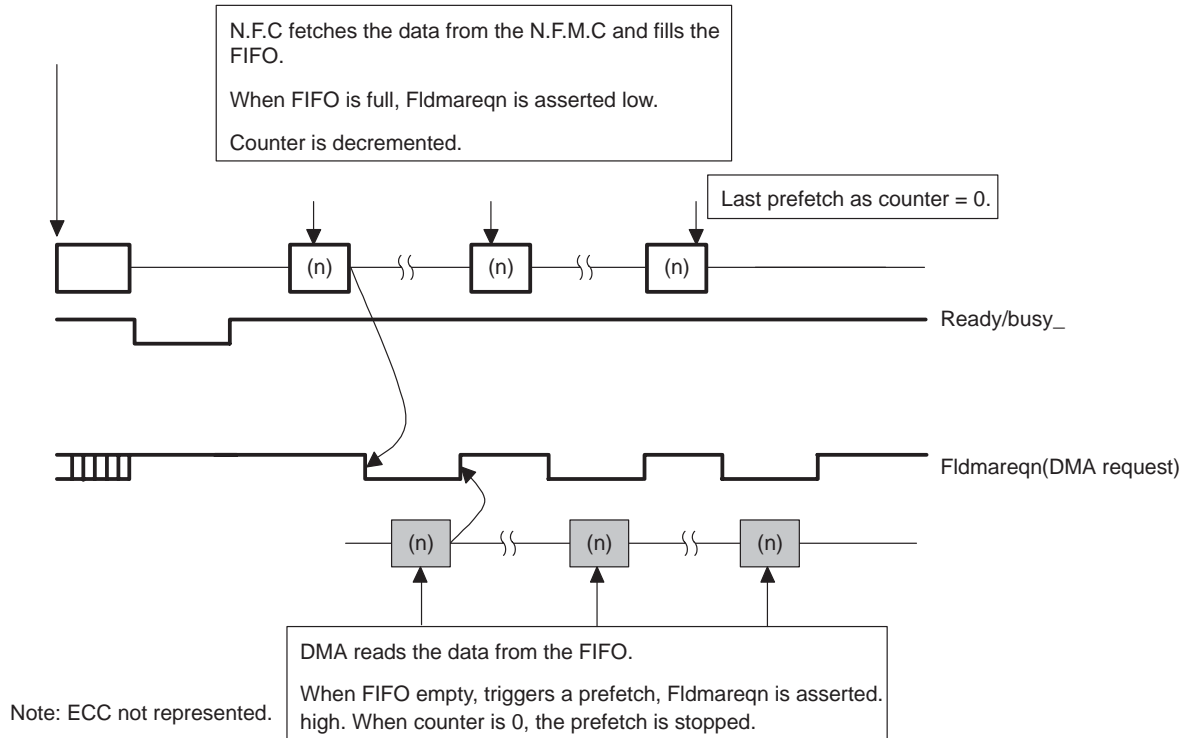 N.F.C fetches the data from the N.F.M.C and fills the
FIFO.
When FIFO is full, Fldmareqn is asserted low.
Counter is decremented.
Last prefetch as counter = 0.
(n)
(n)
(n)
Ready/busy_
Fldmareqn(DMA request)
(n)
(n)
(n)
DMA reads the data from the FIFO.
When FIFO empty, triggers a prefetch, Fldmareqn is asserted.
high. When counter is 0, the prefetch is stopped.
Note: ECC not represented.